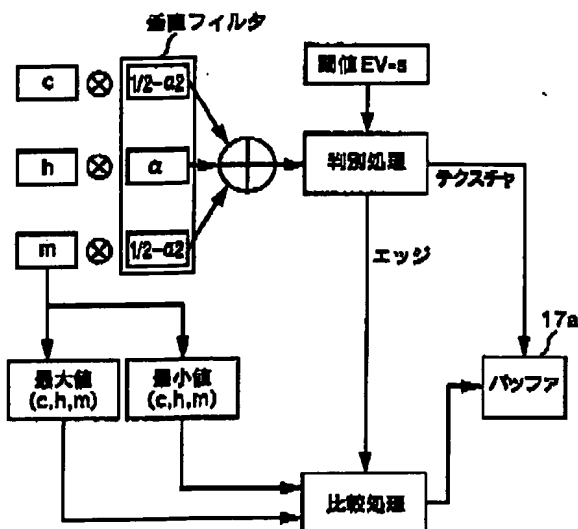 垂直フィルタ
c ⊗ 1/2-α2
閾値EV-s
h ⊗ α
判別処理
テクスチャ
m ⊗ 1/2-α2
エッジ
17a
最大値
(c,h,m)
最小値
(c,h,m)
バッファ
比較処理